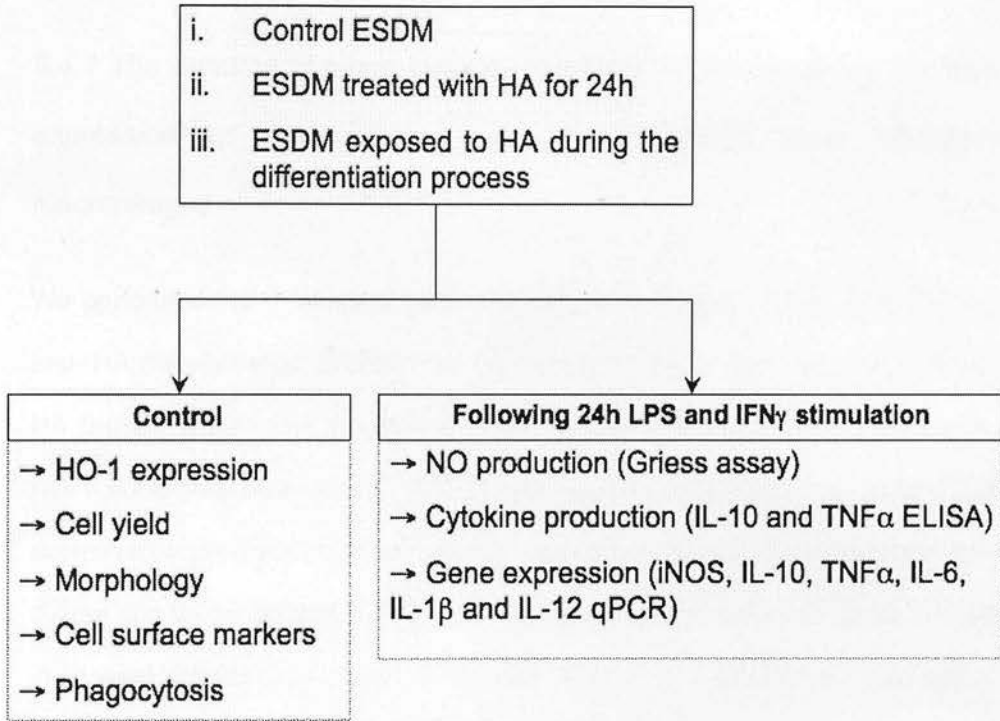 i. Control ESDM
ii. ESDM treated with HA for 24h
iii. ESDM exposed to HA during the
differentiation process
Control
→ HO-1 expression
→ Cell yield
→ Morphology
→ Cell surface markers
→ Phagocytosis
Following 24h LPS and IFNγ stimulation
→ NO production (Griess assay)
→ Cytokine production (IL-10 and TNFα ELISA)
→ Gene expression (iNOS, IL-10, TNFα, IL-6,
IL-1β and IL-12 qPCR)